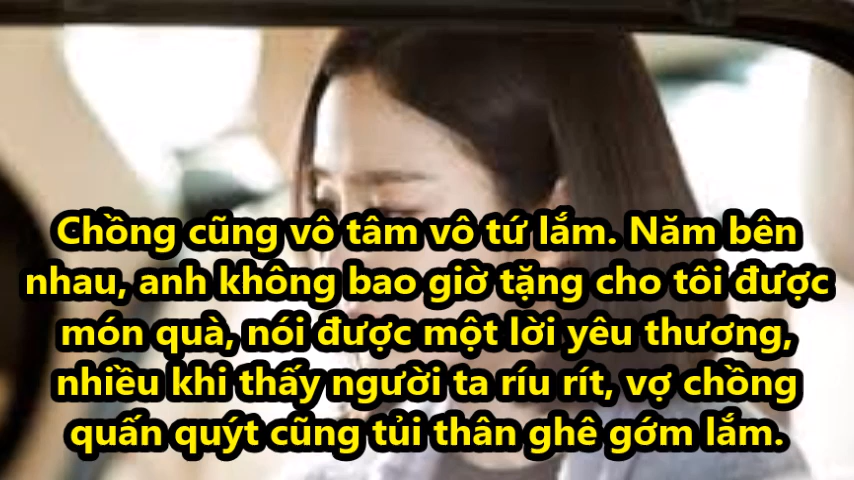 Chồng cũng vô tâm vô tứ lắm. Năm bên
nhau, anh không bao giờ tặng cho tôi được
món quà, nói được một lời yêu thương,
nhiều khi thấy người ta ríu rít, vợ chồng
quấn quýt cũng tủi thân ghê gớm lắm.